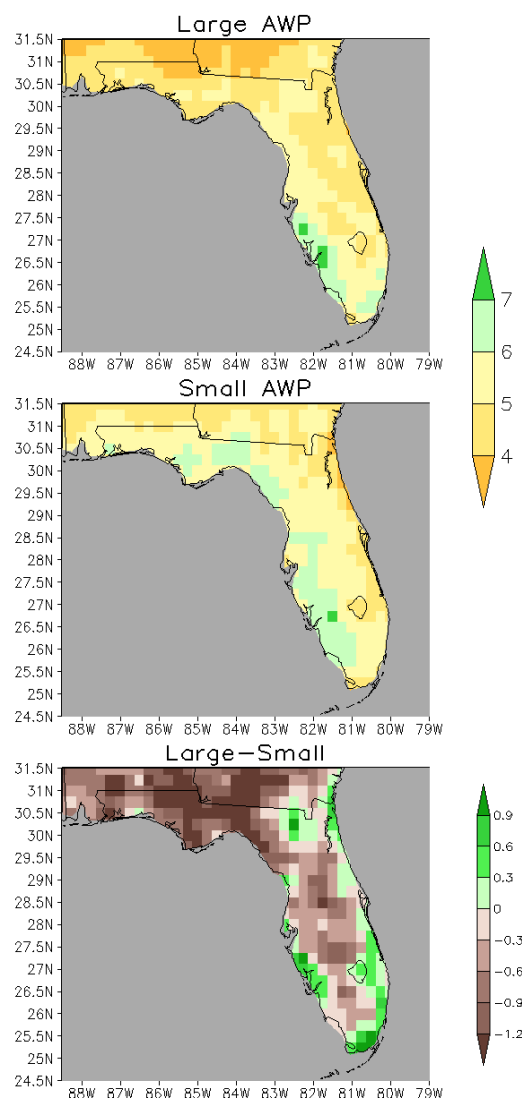 Large AWP
31.5N
31N
30.5N
30N
29.5N
29N
28.5N
28N
27.5N
27N
26.5N
26N
25.5N
25N
24.5N
88W 87W 86W 85W 84W 83W 82W 81W 80W 79W
7
6
5
4
Small AWP
31.5N
31N
30.5N
30N
29.5N
29N
28.5N
28N
27.5N
27N
26.5N
26N
25.5N
25N
24.5N
88W 87W 86W 85W 84W 83W 82W 81W 80W 79W
Large-Small
31.5N
31N
30.5N
30N
29.5N
29N
28.5N
28N
27.5N
27N
26.5N
26N
25.5N
25N
24.5N
88W 87W 86W 85W 84W 83W 82W 81W 80W 79W
0.9
0.6
0.3
0
-0.3
-0.6
-0.9
-1.2